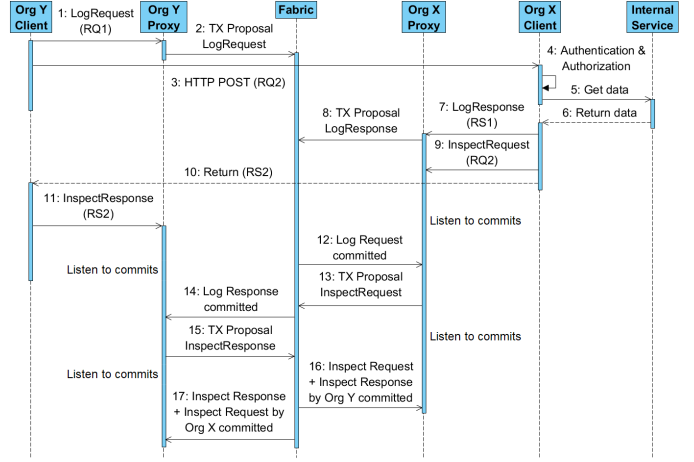 Org Y
Client
Org Y
Proxy
Fabric
Org X
Proxy
Org X
Client
Internal
Service
1: LogRequest
(RQ1)
2: TX Proposal
LogRequest
3: HTTP POST (RQ2)
4: Authentication &
Authorization
5: Get data
6: Return data
7: LogResponse
(RS1)
8: TX Proposal
LogResponse
9: InspectRequest
(RQ2)
10: Return (RS2)
11: InspectResponse
(RS2)
Listen to commits
12: Log Request
committed
Listen to commits
13: TX Proposal
InspectRequest
14: Log Response
committed
15: TX Proposal
InspectResponse
Listen to commits
16: Inspect Request
+ Inspect Response
by Org Y committed
Listen to commits
17: Inspect Response
+ Inspect Request by
Org X committed